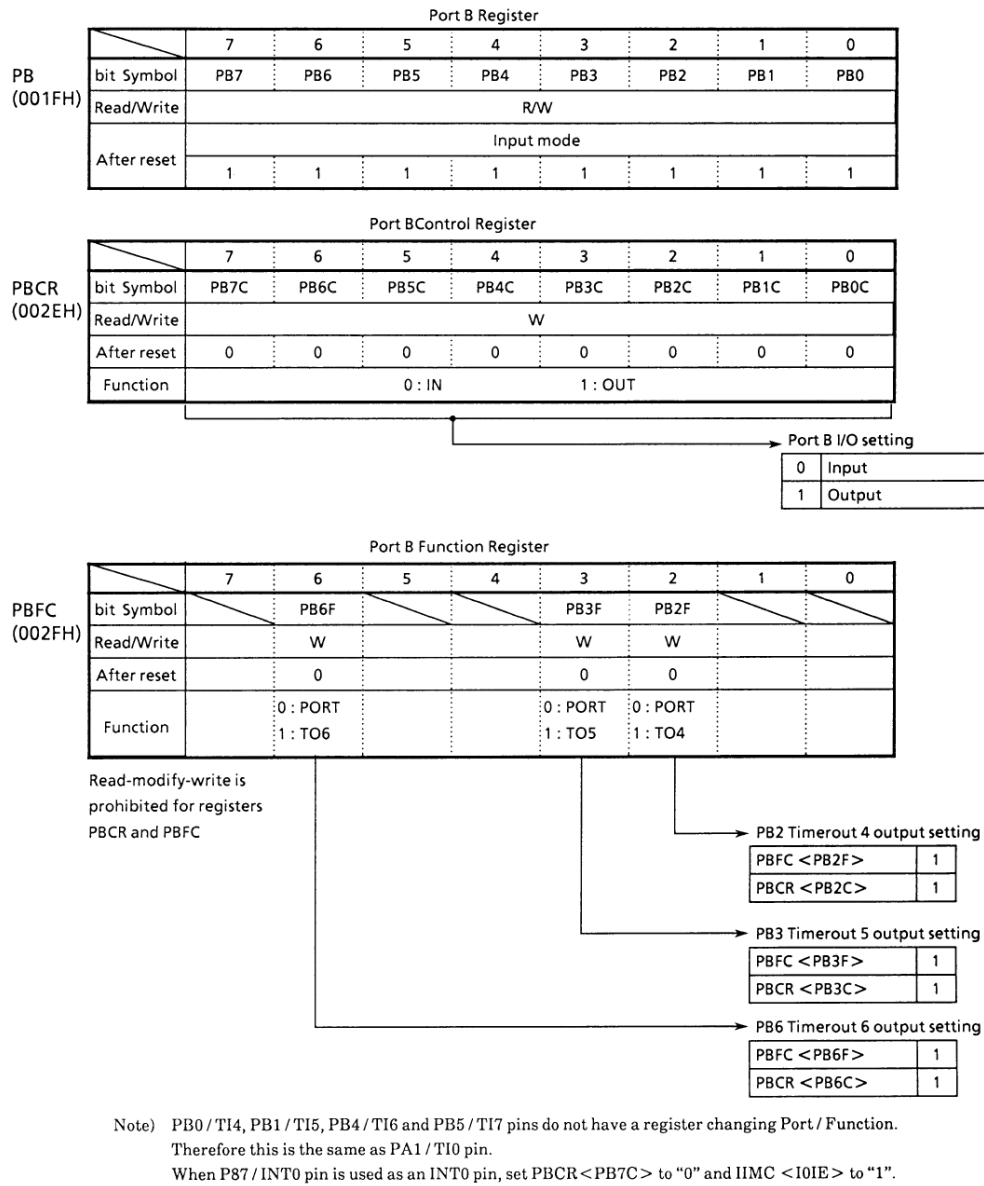 Port B Register
7 6 5 4 3 2 1 0
PB
(001FH)
bit Symbol PB7 PB6 PB5 PB4 PB3 PB2 PB1 PB0
Read/Write R/W
After reset Input mode
1 1 1 1 1 1 1 1
Port BControl Register
7 6 5 4 3 2 1 0
PBCR
(002EH)
bit Symbol PB7C PB6C PB5C PB4C PB3C PB2C PB1C PB0C
Read/Write W
After reset 0 0 0 0 0 0 0 0
Function 0 : IN 1 : OUT
Port B I/O setting
0 Input
1 Output
Port B Function Register
7 6 5 4 3 2 1 0
PBFC
(002FH)
bit Symbol PB6F PB3F PB2F
Read/Write W W W
After reset 0 0 0
Function 0 : PORT 0 : PORT 0 : PORT
1 : TO6 1 : TO5 1 : TO4
Read-modify-write is
prohibited for registers
PBCR and PBFC
PB2 Timerout 4 output setting
PBFC <PB2F> 1
PBCR <PB2C> 1
PB3 Timerout 5 output setting
PBFC <PB3F> 1
PBCR <PB3C> 1
PB6 Timerout 6 output setting
PBFC <PB6F> 1
PBCR <PB6C> 1
Note) PB0 / TI4, PB1 / TI5, PB4 / TI6 and PB5 / TI7 pins do not have a register changing Port / Function.
Therefore this is the same as PA1 / TI0 pin.
When P87 / INT0 pin is used as an INT0 pin, set PBCR<PB7C> to “0” and IIMC <I0IE> to “1”.